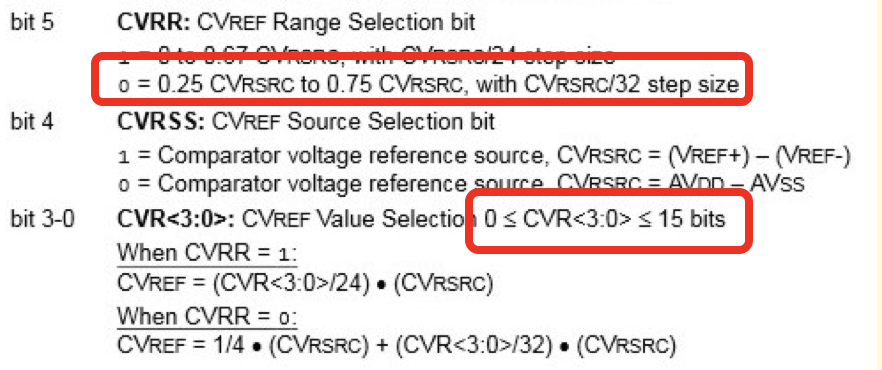 bit 5 CVRR: CVREF Range Selection bit
1 = 0 to 0.67 CVRSRC, with CVRSRC/24 step size
0 = 0.25 CVRSRC to 0.75 CVRSRC, with CVRSRC/32 step size
bit 4 CVRSS: CVREF Source Selection bit
1 = Comparator voltage reference source, CVRSRC = (VREF+) – (VREF-)
0 = Comparator voltage reference source, CVRSRC = AVDD – AVSS
bit 3-0 CVR<3:0>: CVREF Value Selection 0 ≤ CVR<3:0> ≤ 15 bits
When CVRR = 1:
CVREF = (CVR<3:0>/24) • (CVRSRC)
When CVRR = 0:
CVREF = 1/4 • (CVRSRC) + (CVR<3:0>/32) • (CVRSRC)